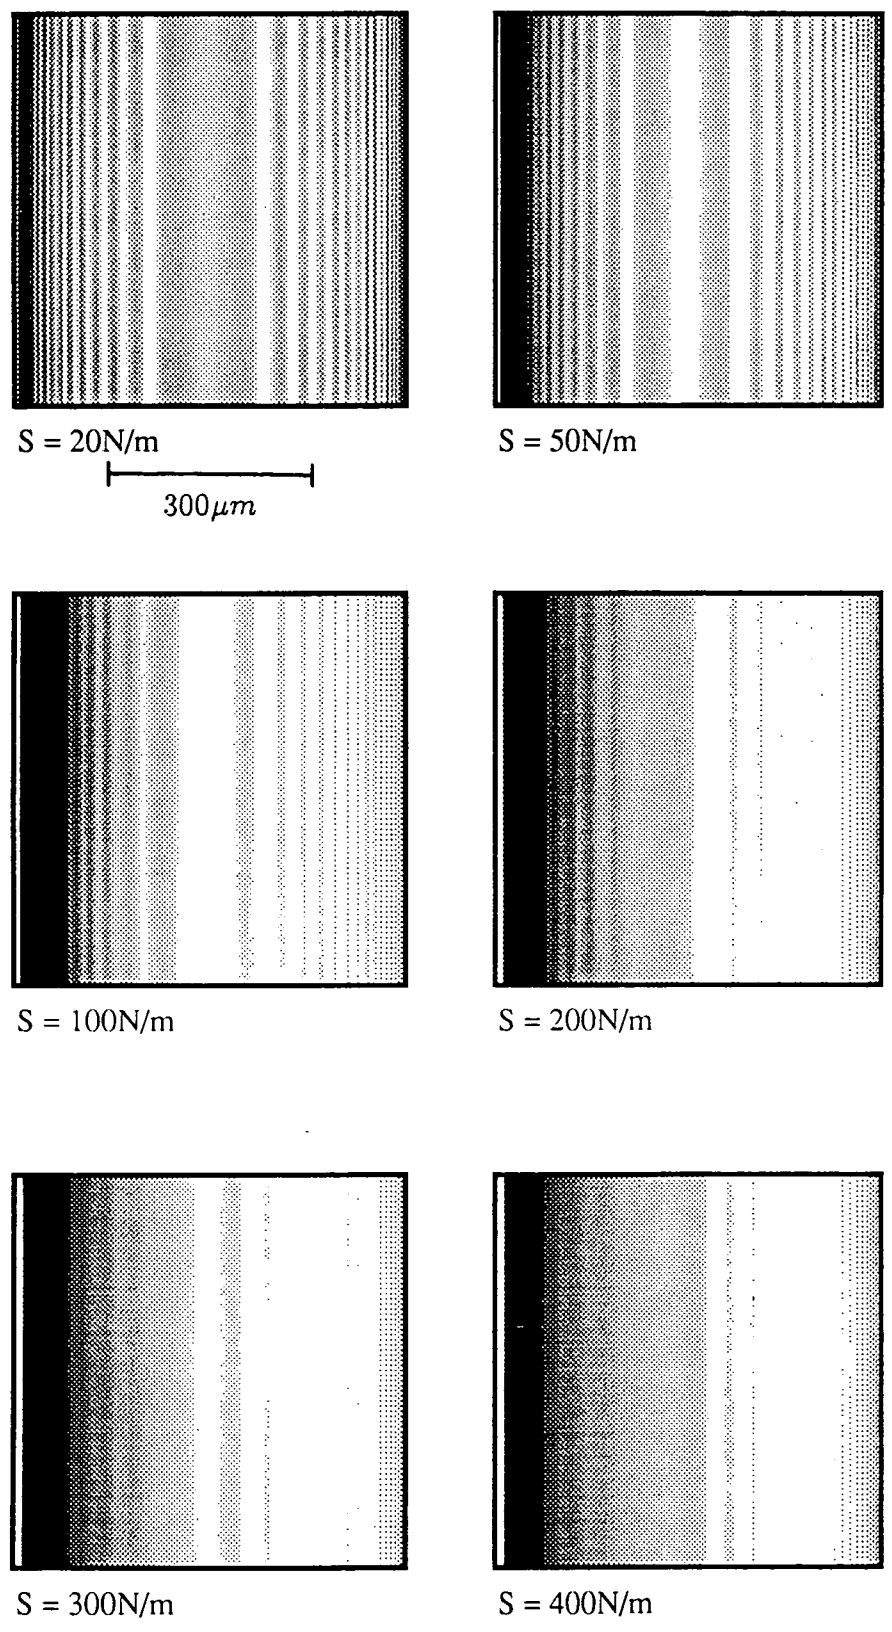 S = 20N/m
S = 50N/m
300μm
S = 100N/m
S = 200N/m
S = 300N/m
S = 400N/m